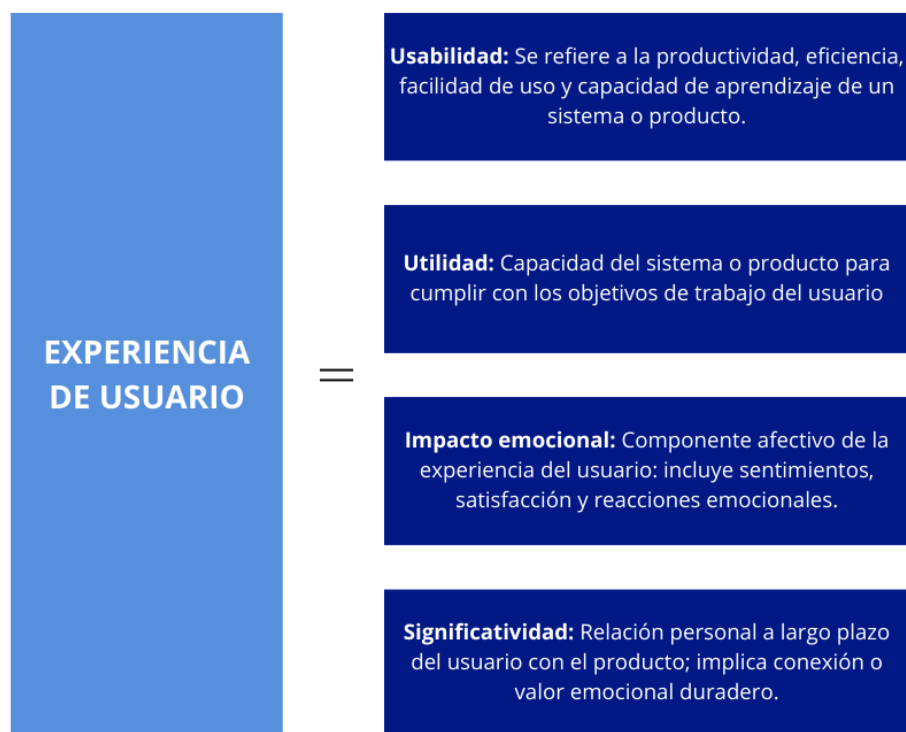 EXPERIENCIA
DE USUARIO
=
Usabilidad: Se refiere a la productividad, eficiencia,
facilidad de uso y capacidad de aprendizaje de un
sistema o producto.
Utilidad: Capacidad del sistema o producto para
cumplir con los objetivos de trabajo del usuario
Impacto emocional: Componente afectivo de la
experiencia del usuario: incluye sentimientos,
satisfacción y reacciones emocionales.
Significatividad: Relación personal a largo plazo
del usuario con el producto; implica conexión o
valor emocional duradero.